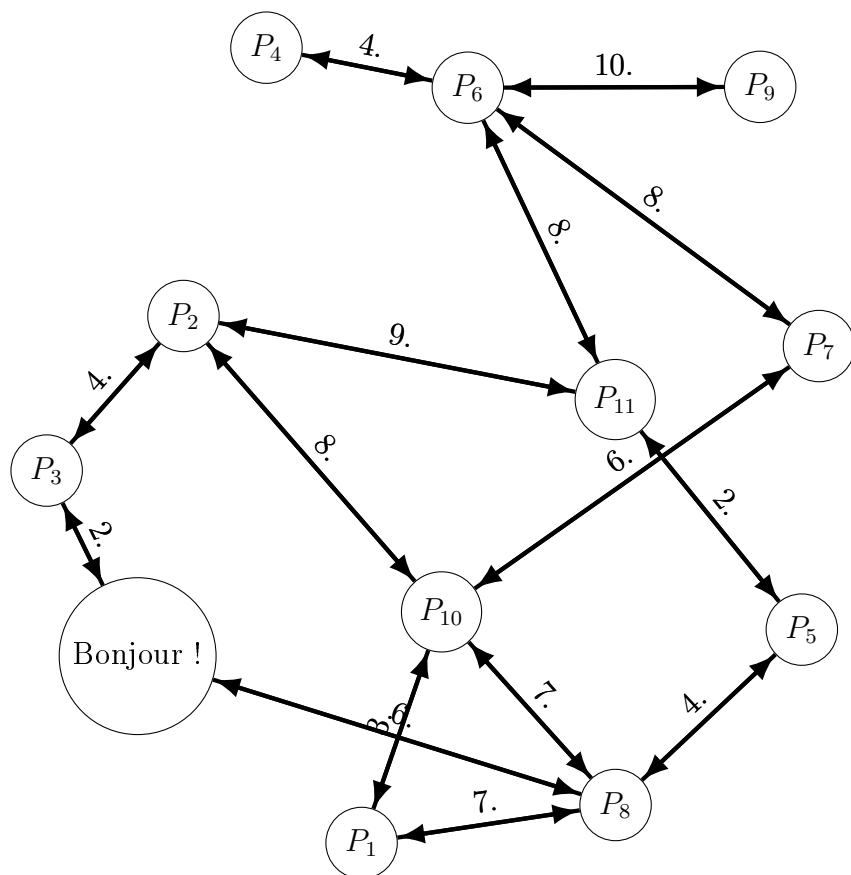 P₄
4.
P₆
10.
P₉
8.
8.
P₂
9.
P₇
4.
P₁₁
8.
6.
P₃
2.
2.
P₁₀
P₅
Bonjour !
7.
4.
3.
6.
7.
P₈
P₁